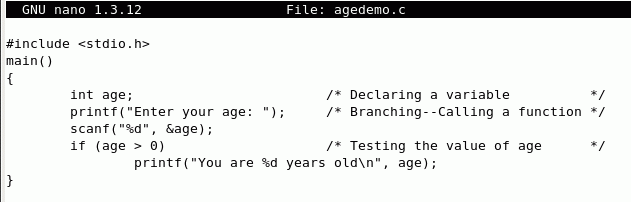 GNU nano 1.3.12                  File: agedemo.c
#include <stdio.h>
main()
{
        int age;                        /* Declaring a variable          */
        printf("Enter your age: ");     /* Branching--Calling a function */
        scanf("%d", &age);
        if (age > 0)                    /* Testing the value of age      */
                printf("You are %d years old\n", age);
}